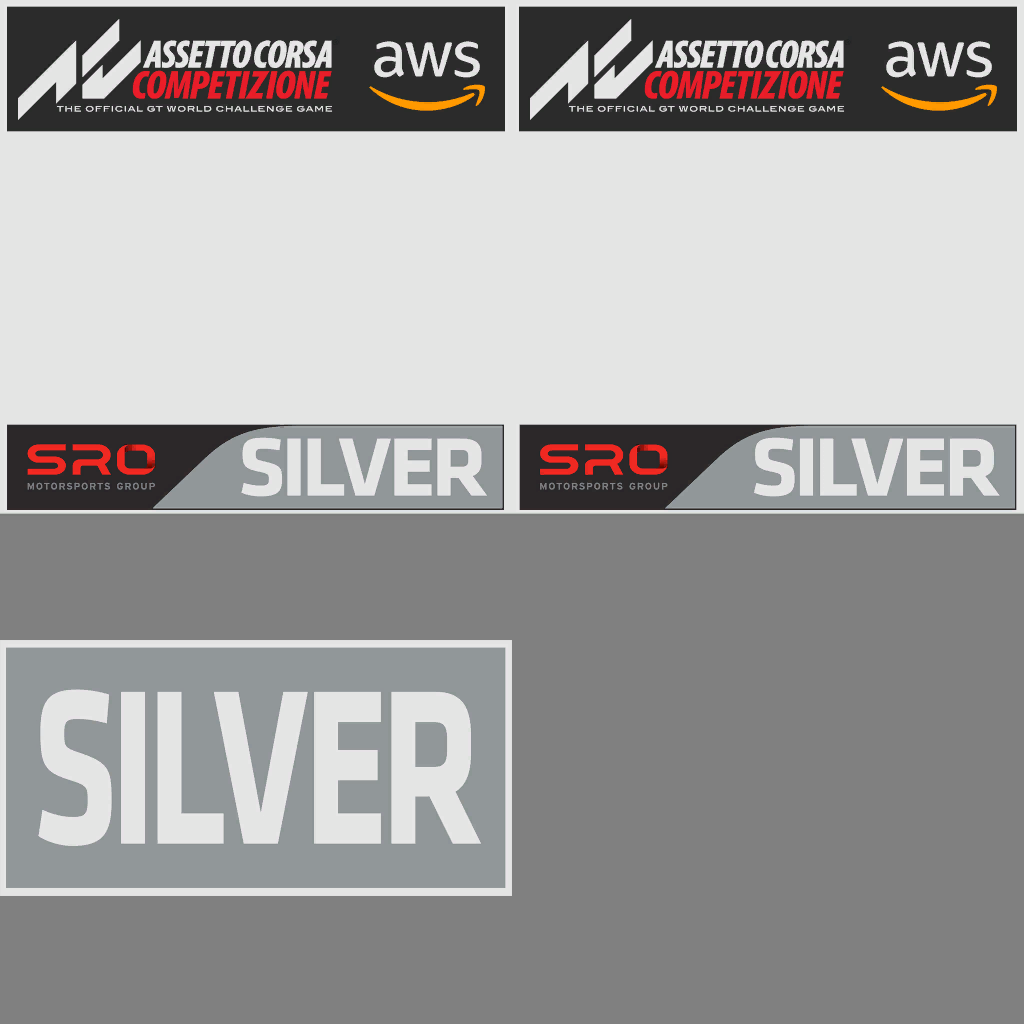 ASSETTO CORSA
COMPETIZIONE
THE OFFICIAL GT WORLD CHALLENGE GAME
aws
ASSETTO CORSA
COMPETIZIONE
THE OFFICIAL GT WORLD CHALLENGE GAME
aws
SRO
MOTORSPORTS GROUP
SILVER
SRO
MOTORSPORTS GROUP
SILVER
SILVER